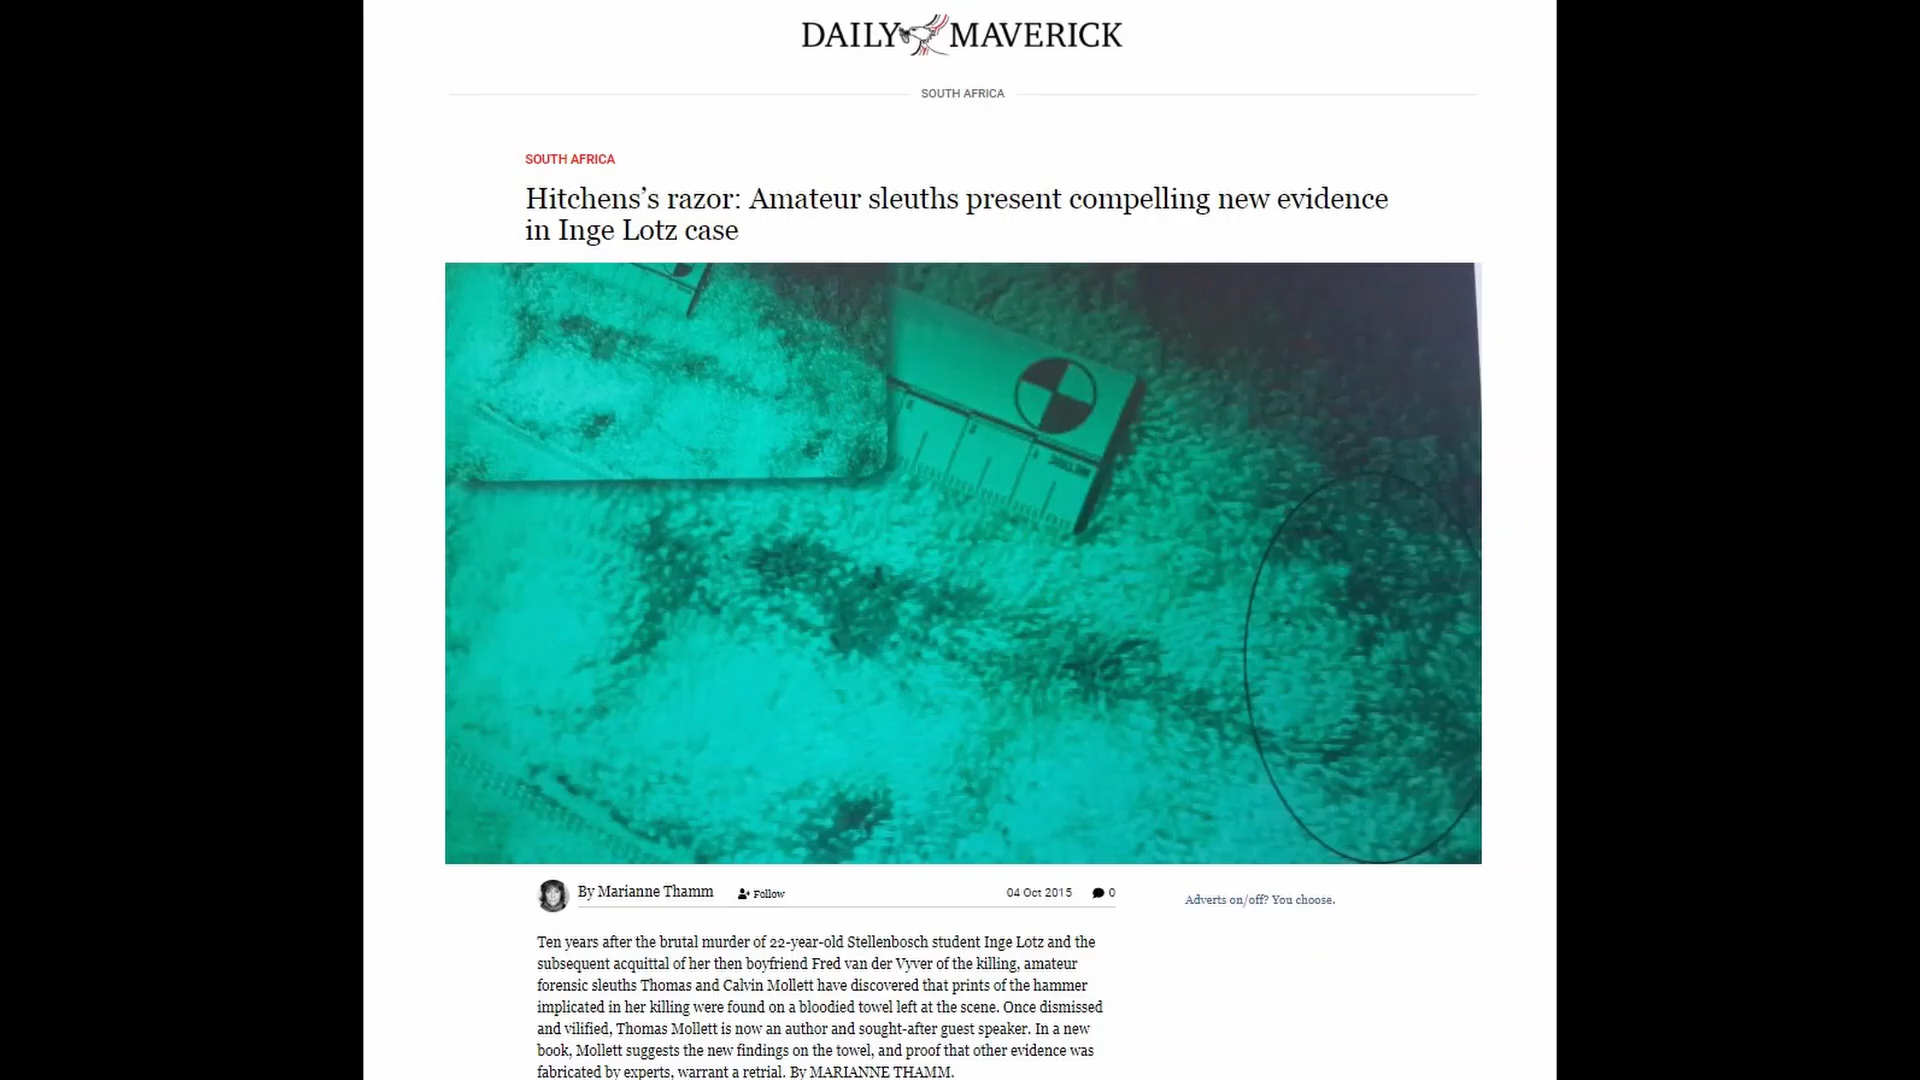 DAILY MAVERICK
SOUTH AFRICA
SOUTH AFRICA
Hitchens’s razor: Amateur sleuths present compelling new evidence
in Inge Lotz case
By Marianne Thamm Follow 04 Oct 2015 0
Adverts on/off? You choose.
Ten years after the brutal murder of 22-year-old Stellenbosch student Inge Lotz and the
subsequent acquittal of her then boyfriend Fred van der Vyver of the killing, amateur
forensic sleuths Thomas and Calvin Mollett have discovered that prints of the hammer
implicated in her killing were found on a bloodied towel left at the scene. Once dismissed
and vilified, Thomas Mollett is now an author and sought-after guest speaker. In a new
book, Mollett suggests the new findings on the towel, and proof that other evidence was
fabricated by experts, warrant a retrial. By MARIANNE THAMM.